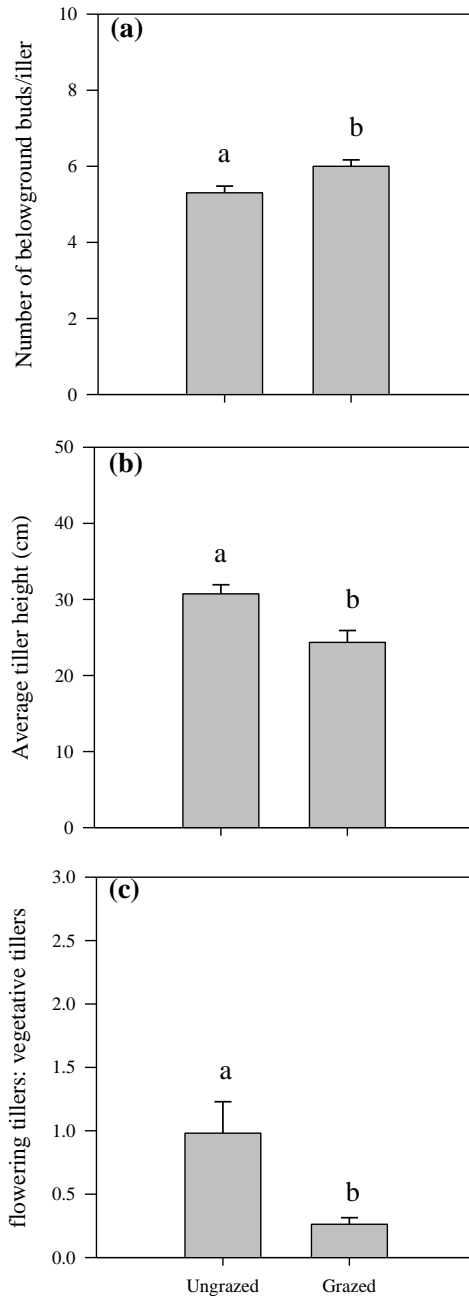 (a)
Number of belowground buds/iller
10
8
6
4
2
0
a
b
(b)
Average tiller height (cm)
50
40
30
20
10
0
a
b
(c)
flowering tillers: vegetative tillers
3.0
2.5
2.0
1.5
1.0
0.5
0.0
a
b
Ungrazed
Grazed